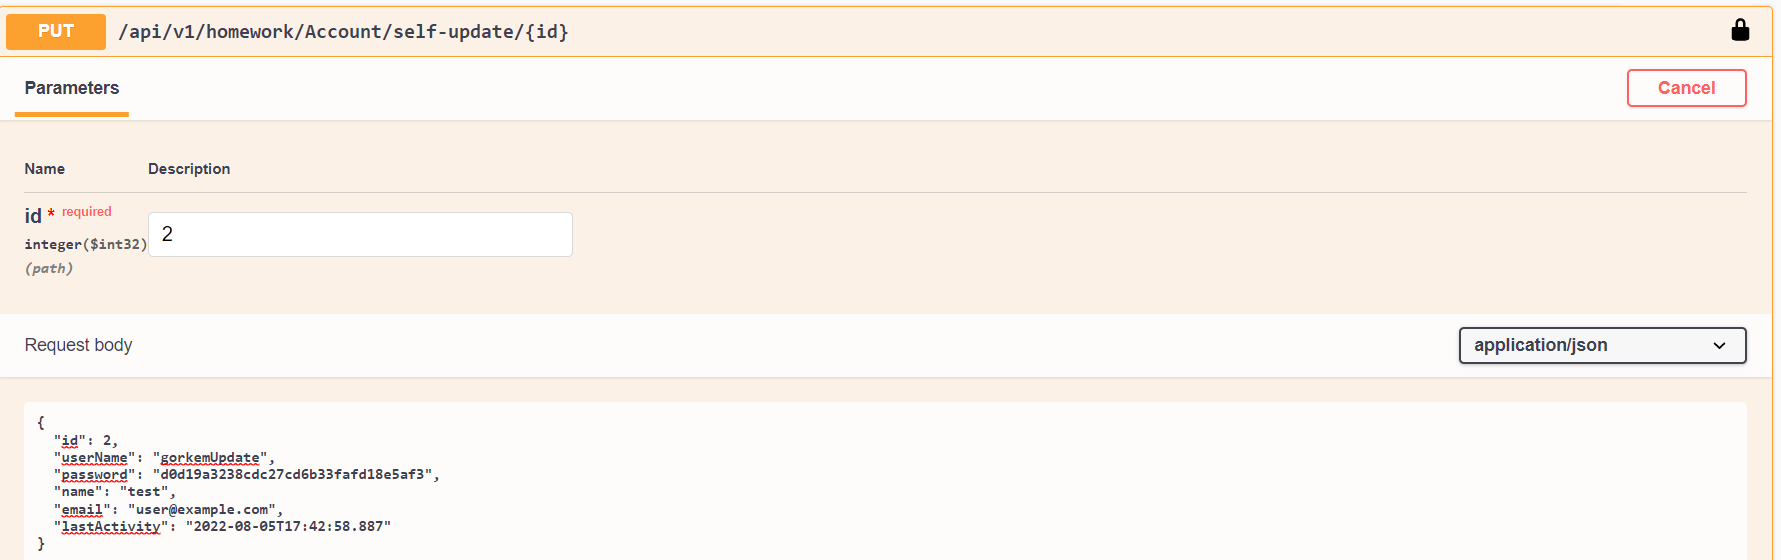 PUT /api/v1/homework/Account/self-update/{id}
Parameters
Cancel
Name Description
id * required
integer($int32)
(path)
2
Request body
application/json
{
"id": 2,
"userName": "gorkemUpdate",
"password": "d0d19a3238cdc27cd6b33fafd18e5af3",
"name": "test",
"email": "user@example.com",
"lastActivity": "2022-08-05T17:42:58.887"
}